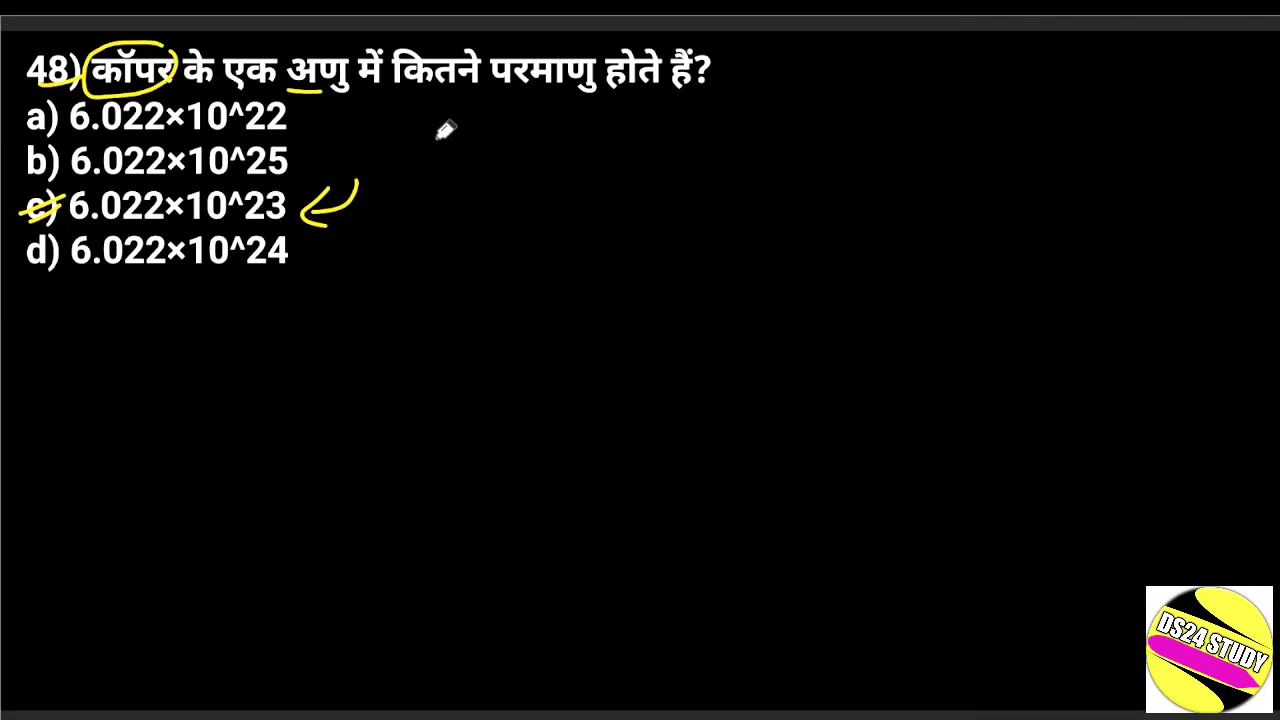 48) कॉपर के एक अणु में कितने परमाणु होते हैं?
a) 6.022×10^22
b) 6.022×10^25
c) 6.022×10^23
d) 6.022×10^24
DS24 STUDY